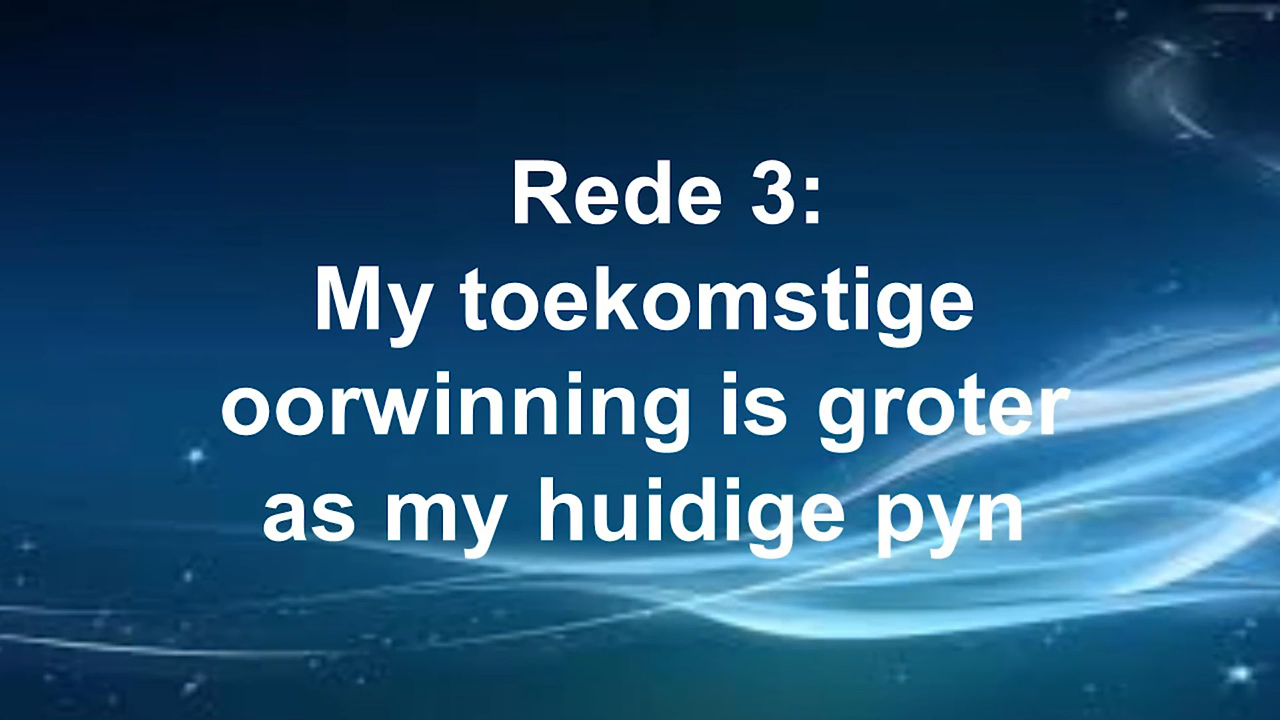 Rede 3:
My toekomstige
oorwinning is groter
as my huidige pyn